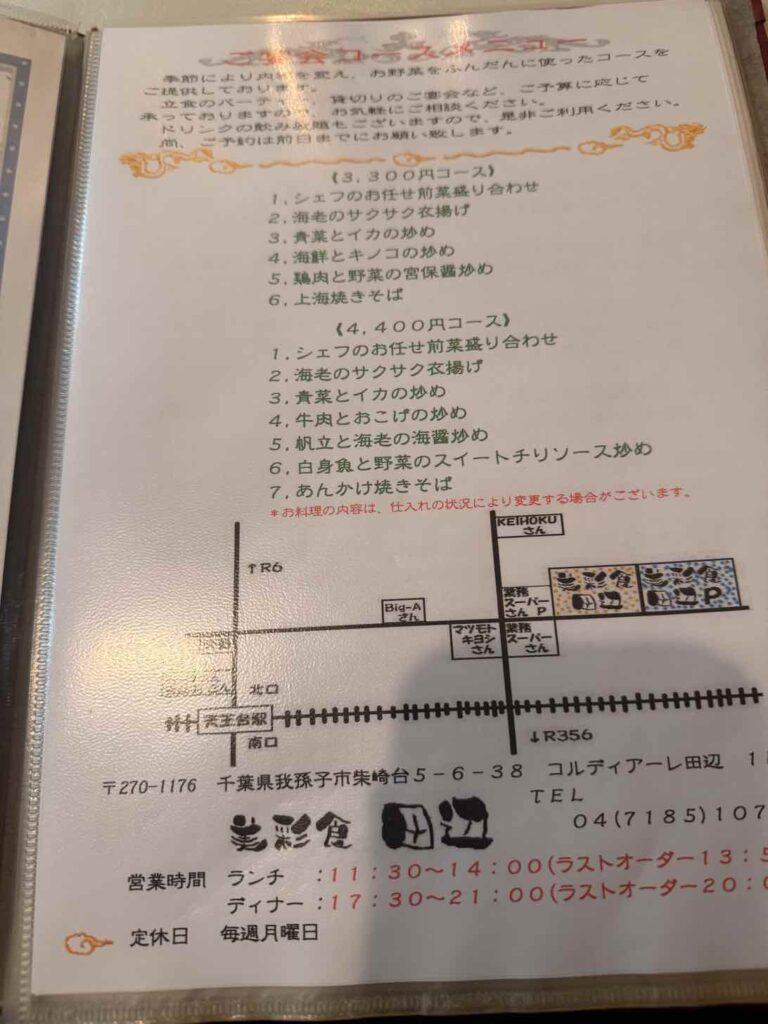 ご宴会コースメニュー
季節により内容を変え、お野菜をふんだんに使ったコースを
ご提供しております。
立食のパーティー、貸切りのご宴会など、ご予算に応じて
承っておりますので、お気軽にご相談ください。
ドリンクの飲み放題もございますので、是非ご利用ください。
尚、ご予約は前日までにお願い致します。
《3,300円コース》
1,シェフのお任せ前菜盛り合わせ
2,海老のサクサク衣揚げ
3,青菜とイカの炒め
4,海鮮とキノコの炒め
5,鶏肉と野菜の宮保醤炒め
6,上海焼きそば
《4,400円コース》
1,シェフのお任せ前菜盛り合わせ
2,海老のサクサク衣揚げ
3,青菜とイカの炒め
4,牛肉とおこげの炒め
5,帆立と海老の海醤炒め
6,白身魚と野菜のスイートチリソース炒め
7,あんかけ焼きそば
*お料理の内容は、仕入れの状況により変更する場合がございます。
KEIHOKU
さん
↑R6
Big-A
さん
業務
スーパー
さん P
美彩食
田辺
美彩食
田辺P
マツモト
キヨシ
さん
業務
スーパー
さん
北口
天王台駅
南口
↓R356
〒270-1176 千葉県我孫子市柴崎台5-6-38 コルディアーレ田辺 1
美彩食 田辺
TEL
04(7185)107
営業時間 ランチ :11:30~14:00(ラストオーダー13:5
ディナー:17:30~21:00(ラストオーダー20:
定休日 毎週月曜日